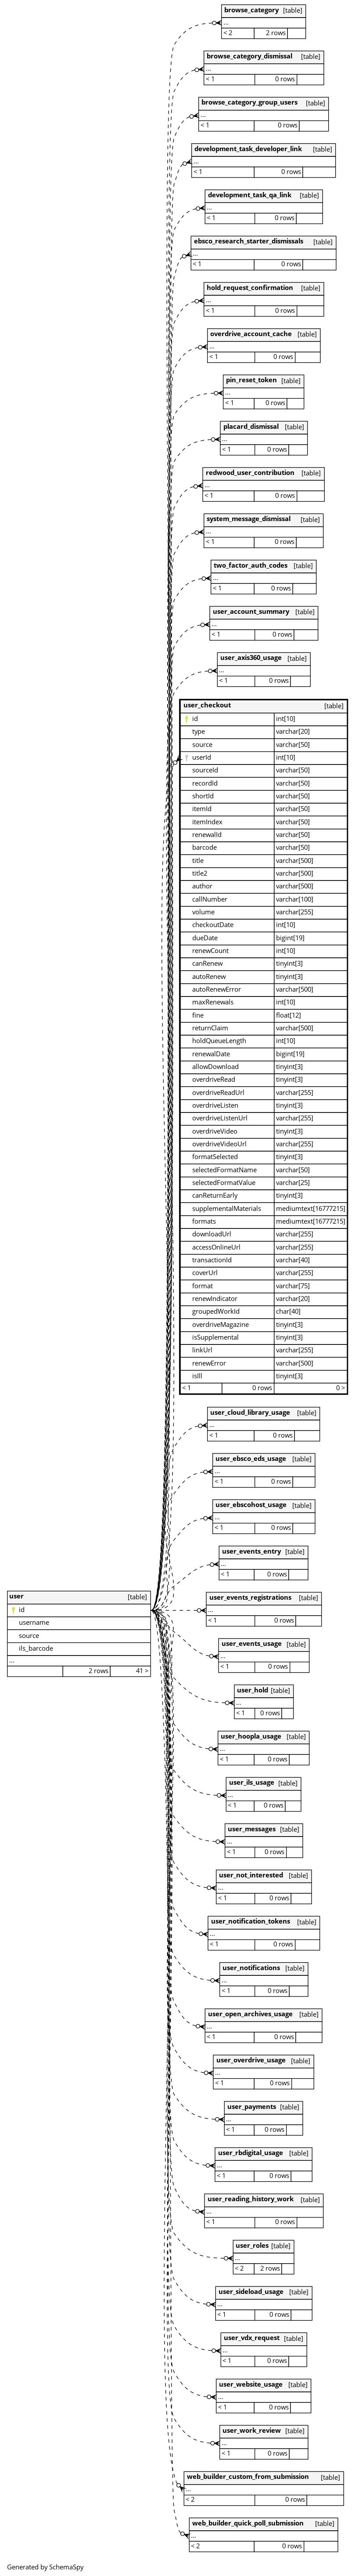 browse_category [table]
...
< 2 2 rows
browse_category_dismissal [table]
...
< 1 0 rows
browse_category_group_users [table]
...
< 1 0 rows
development_task_developer_link [table]
...
< 1 0 rows
development_task_qa_link [table]
...
< 1 0 rows
ebsco_research_starter_dismissals [table]
...
< 1 0 rows
hold_request_confirmation [table]
...
< 1 0 rows
overdrive_account_cache [table]
...
< 1 0 rows
pin_reset_token [table]
...
< 1 0 rows
placard_dismissal [table]
...
< 1 0 rows
redwood_user_contribution [table]
...
< 1 0 rows
system_message_dismissal [table]
...
< 1 0 rows
two_factor_auth_codes [table]
...
< 1 0 rows
user_account_summary [table]
...
< 1 0 rows
user_axis360_usage [table]
...
< 1 0 rows
user_checkout [table]
id int[10]
type varchar[20]
source varchar[50]
userId int[10]
sourceId varchar[50]
recordId varchar[50]
shortId varchar[50]
itemId varchar[50]
itemIndex varchar[50]
renewalId varchar[50]
barcode varchar[50]
title varchar[500]
title2 varchar[500]
author varchar[500]
callNumber varchar[100]
volume varchar[255]
checkoutDate int[10]
dueDate bigint[19]
renewCount int[10]
canRenew tinyint[3]
autoRenew tinyint[3]
autoRenewError varchar[500]
maxRenewals int[10]
fine float[12]
returnClaim varchar[500]
holdQueueLength int[10]
renewalDate bigint[19]
allowDownload tinyint[3]
overdriveRead tinyint[3]
overdriveReadUrl varchar[255]
overdriveListen tinyint[3]
overdriveListenUrl varchar[255]
overdriveVideo tinyint[3]
overdriveVideoUrl varchar[255]
formatSelected tinyint[3]
selectedFormatName varchar[50]
selectedFormatValue varchar[25]
canReturnEarly tinyint[3]
supplementalMaterials mediumtext[16777215]
formats mediumtext[16777215]
downloadUrl varchar[255]
accessOnlineUrl varchar[255]
transactionId varchar[40]
coverUrl varchar[255]
format varchar[75]
renewIndicator varchar[20]
groupedWorkId char[40]
overdriveMagazine tinyint[3]
isSupplemental tinyint[3]
linkUrl varchar[255]
renewError varchar[500]
isIll tinyint[3]
< 1 0 rows 0 >
user_cloud_library_usage [table]
...
< 1 0 rows
user_ebsco_eds_usage [table]
...
< 1 0 rows
user_ebscohost_usage [table]
...
< 1 0 rows
user_events_entry [table]
...
< 1 0 rows
user [table]
id
username
source
ils_barcode
...
2 rows 41 >
user_events_registrations [table]
...
< 1 0 rows
user_events_usage [table]
...
< 1 0 rows
user_hold [table]
...
< 1 0 rows
user_hoopla_usage [table]
...
< 1 0 rows
user_ils_usage [table]
...
< 1 0 rows
user_messages [table]
...
< 1 0 rows
user_not_interested [table]
...
< 1 0 rows
user_notification_tokens [table]
...
< 1 0 rows
user_notifications [table]
...
< 1 0 rows
user_open_archives_usage [table]
...
< 1 0 rows
user_overdrive_usage [table]
...
< 1 0 rows
user_payments [table]
...
< 1 0 rows
user_rbdigital_usage [table]
...
< 1 0 rows
user_reading_history_work [table]
...
< 1 0 rows
user_roles [table]
...
< 2 2 rows
user_sideload_usage [table]
...
< 1 0 rows
user_vdx_request [table]
...
< 1 0 rows
user_website_usage [table]
...
< 1 0 rows
user_work_review [table]
...
< 1 0 rows
web_builder_custom_from_submission [table]
...
< 2 0 rows
web_builder_quick_poll_submission [table]
...
< 2 0 rows
Generated by SchemaSpy